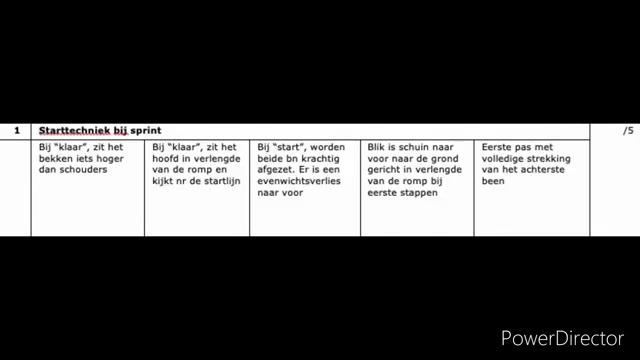 1 Starttechniek bij sprint /5
Bij “klaar”, zit het
bekken iets hoger
dan schouders
Bij “klaar”, zit het
hoofd in verlengde
van de romp en
kijkt nr de startlijn
Bij “start”, worden
beide bn krachtig
afgezet. Er is een
evenwichtsverlies
naar voor
Blik is schuin naar
voor naar de grond
gericht in verlengde
van de romp bij
eerste stappen
Eerste pas met
volledige strekking
van het achterste
been
PowerDirector